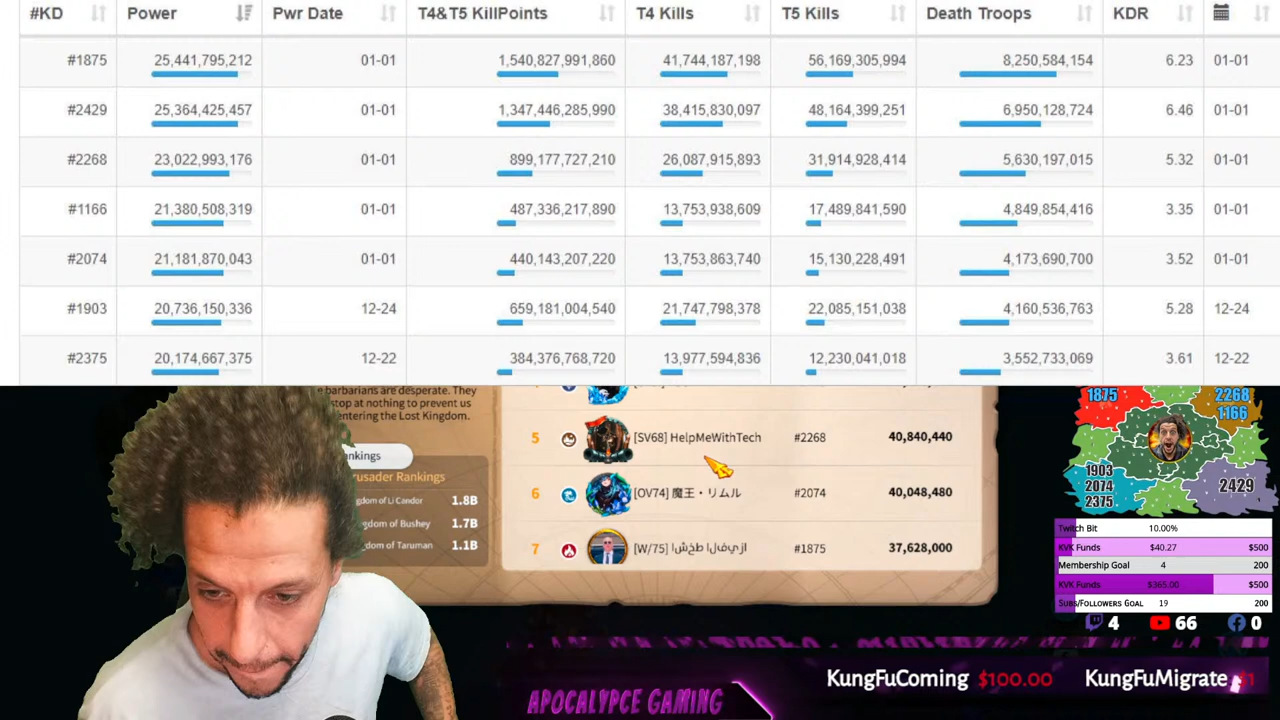 #KD Power Pwr Date T4&T5 KillPoints T4 Kills T5 Kills Death Troops KDR
#1875 25,441,795,212 01-01 1,540,827,991,860 41,744,187,198 56,169,305,994 8,250,584,154 6.23 01-01
#2429 25,364,425,457 01-01 1,347,446,285,990 38,415,830,097 48,164,399,251 6,950,128,724 6.46 01-01
#2268 23,022,993,176 01-01 899,177,727,210 26,087,915,893 31,914,928,414 5,630,197,015 5.32 01-01
#1166 21,380,508,319 01-01 487,336,217,890 13,753,938,609 17,489,841,590 4,849,854,416 3.35 01-01
#2074 21,181,870,043 01-01 440,143,207,220 13,753,863,740 15,130,228,491 4,173,690,700 3.52 01-01
#1903 20,736,150,336 12-24 659,181,004,540 21,747,798,378 22,085,151,038 4,160,536,763 5.28 12-24
#2375 20,174,667,375 12-22 384,376,768,720 13,977,594,836 12,230,041,018 3,552,733,069 3.61 12-22
barbarians are desperate. They
stop at nothing to prevent us
entering the Lost Kingdom.
nkings
rusader Rankings
gdom of Li Candor 1.8B
gdom of Bushey 1.7B
dom of Taruman 1.1B
5 [SV68] HelpMeWithTech #2268 40,840,440
6 [OV74] 魔王・リムル #2074 40,048,480
7 [W/75] #1875 37,628,000
1875
2268
1166
1903
2074
2375
2429
Twitch Bit 10.00%
KVK Funds $40.27 $500
Membership Goal 4 200
KVK Funds $365.00 $500
Subs/Followers Goal 19 200
4 66 0
KungFuComing $100.00 KungFuMigrate
APOCALYPCE GAMING